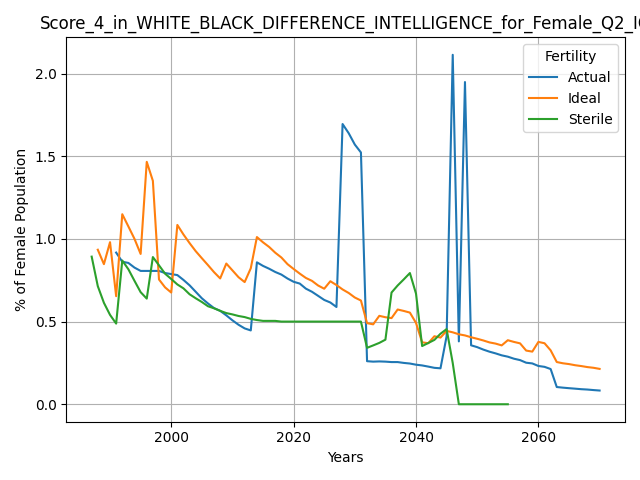 Score_4_in_WHITE_BLACK_DIFFERENCE_INTELLIGENCE_for_Female_Q2_I
Fertility
Actual
Ideal
Sterile
% of Female Population
2.0
1.5
1.0
0.5
0.0
2000
2020
2040
2060
Years